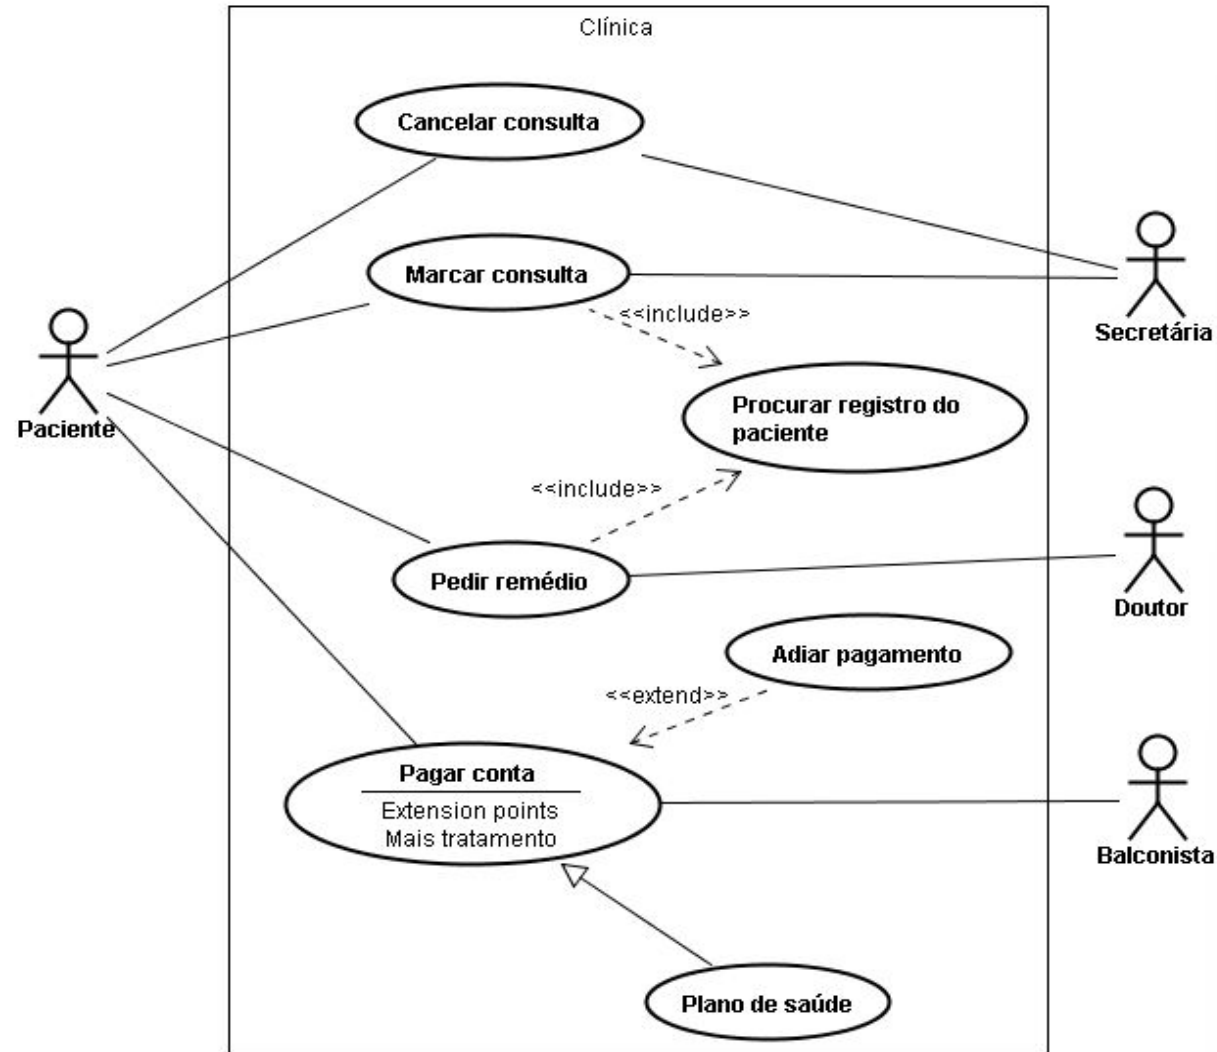 Clínica
Cancelar consulta
Marcar consulta
<<include>>
Secretária
Procurar registro do
paciente
Paciente
<<include>>
Pedir remédio
Doutor
Adiar pagamento
<<extend>>
Pagar conta
Extension points
Mais tratamento
Balconista
Plano de saúde